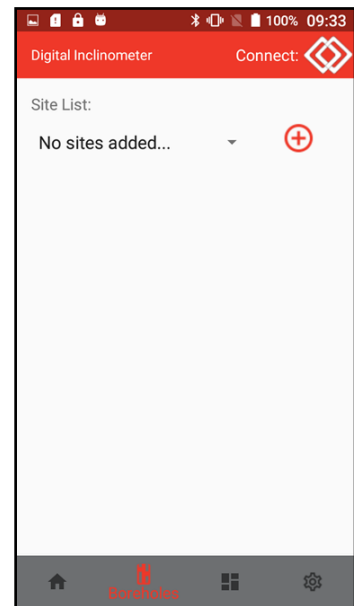 100% 09:33
Digital Inclinometer Connect:
Site List:
No sites added...
Boreholes